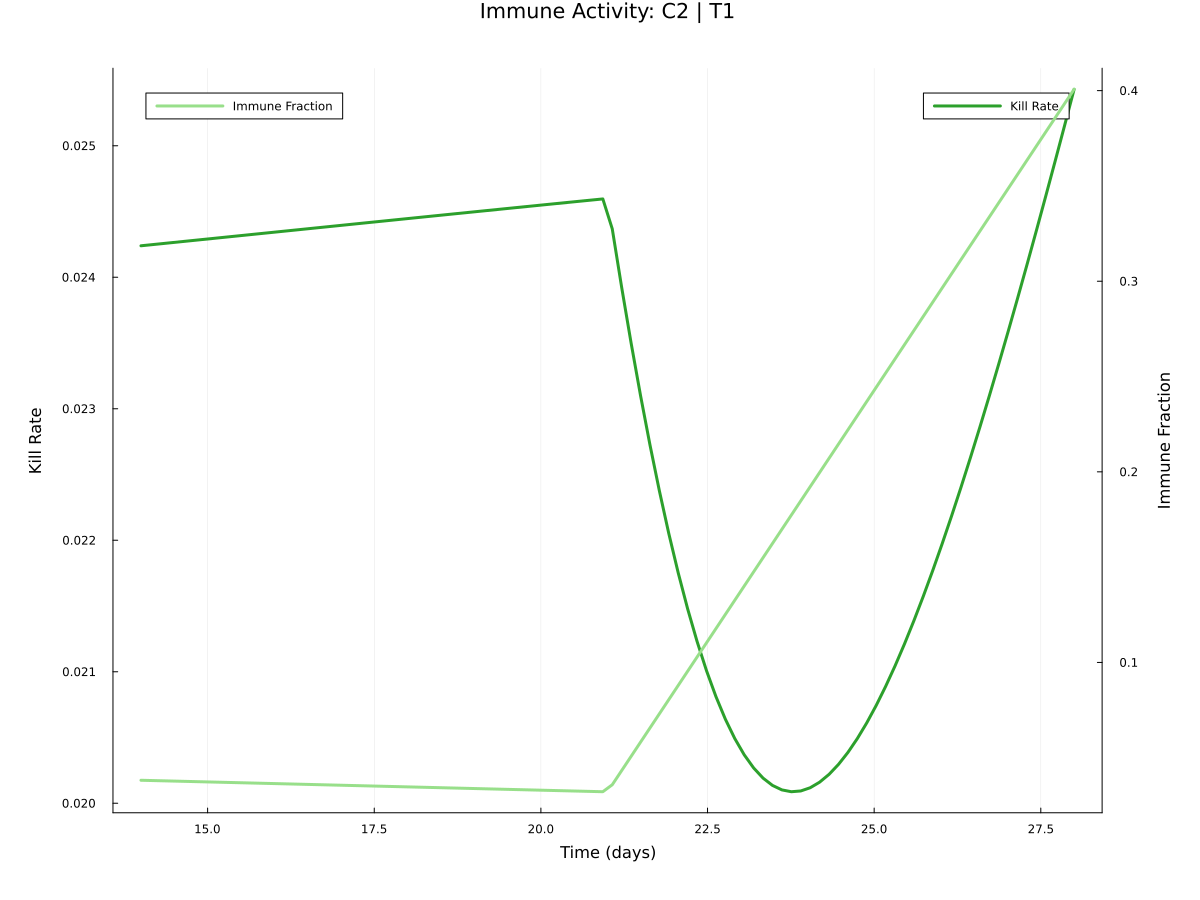 Immune Activity: C2 | T1
Immune Fraction
Kill Rate
0.025
0.024
0.023
0.022
0.021
0.020
Kill Rate
0.4
0.3
0.2
0.1
Immune Fraction
15.0
17.5
20.0
22.5
25.0
27.5
Time (days)